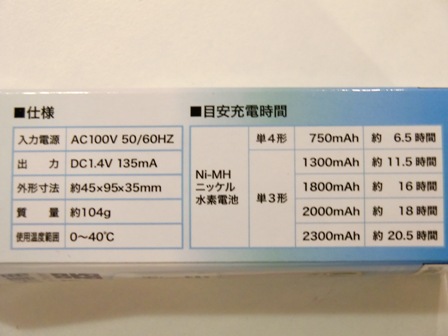 ■仕様
入力電源 AC100V 50/60HZ
出力 DC1.4V 135mA
外形寸法 約45×95×35mm
質量 約104g
使用温度範囲 0～40℃
■目安充電時間
Ni-MH
ニッケル
水素電池
単4形 750mAh 約 6.5時間
単3形
1300mAh 約 11.5時間
1800mAh 約 16時間
2000mAh 約 18時間
2300mAh 約 20.5時間